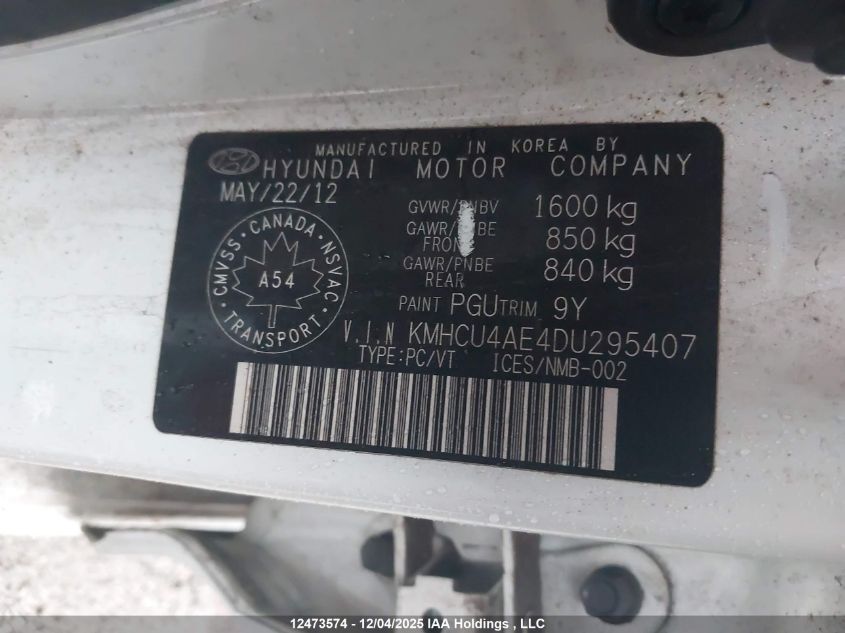 MANUFACTURED IN KOREA BY
HYUNDAI MOTOR COMPANY
MAY/22/12
GVWR/PNBV 1600 kg
GAWR/PNBE FRONT 850 kg
GAWR/PNBE REAR 840 kg
CMVSS · CANADA · NSVAC
A54
TRANSPORT
PAINT PGU TRIM 9Y
V.I.N KMHCU4AE4DU295407
TYPE:PC/VT ICES/NMB-002
12473574 - 12/04/2025 IAA Holdings , LLC